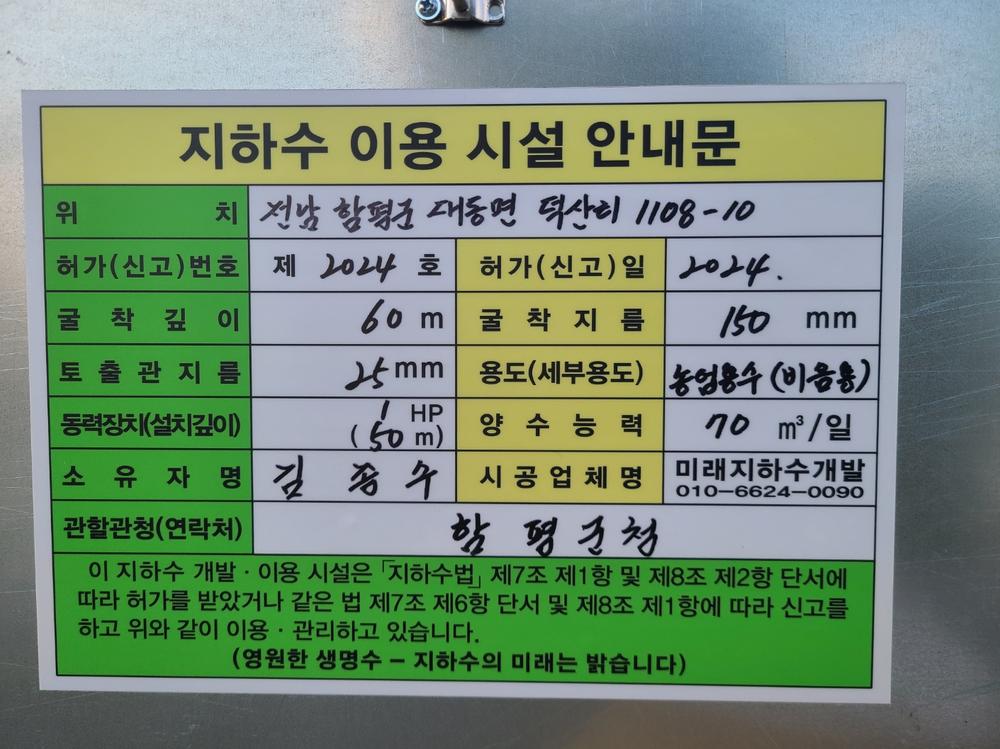 지하수 이용 시설 안내문
위 치 전남 함평군 대동면 덕산리 1108-10
허가(신고)번호 제 2024 호 허가(신고)일 2024.
굴착깊이 60 m 굴착지름 150 mm
토출관지름 25 mm 용도(세부용도) 농업용수 (비음용)
동력장치(설치깊이) 1 HP (50 m) 양수능력 70 m³/일
소유자명 김종수 시공업체명 미래지하수개발
010-6624-0090
관할관청(연락처) 함평군청
이 지하수 개발·이용 시설은「지하수법」제7조 제1항 및 제8조 제2항 단서에
따라 허가를 받았거나 같은 법 제7조 제6항 단서 및 제8조 제1항에 따라 신고를
하고 위와 같이 이용·관리하고 있습니다.
(영원한 생명수 – 지하수의 미래는 밝습니다)